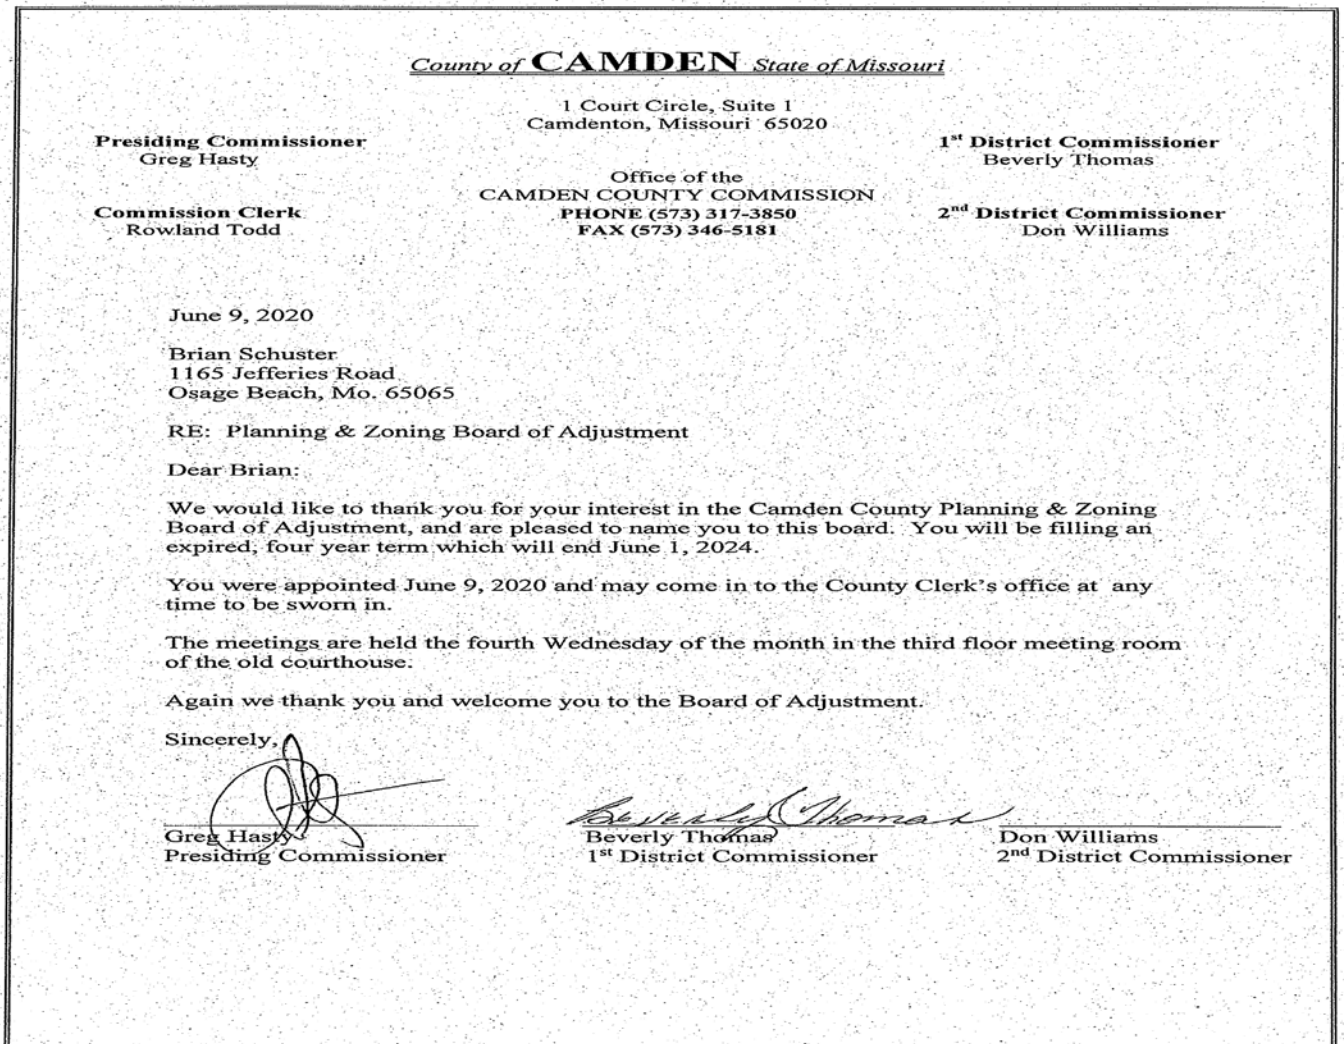 County of CAMDEN State of Missouri
1 Court Circle, Suite 1
Camdenton, Missouri 65020
Presiding Commissioner
Greg Hasty
1st District Commissioner
Beverly Thomas
Office of the
CAMDEN COUNTY COMMISSION
PHONE (573) 317-3850
FAX (573) 346-5181
Commission Clerk
Rowland Todd
2nd District Commissioner
Don Williams
June 9, 2020
Brian Schuster
1165 Jefferies Road
Osage Beach, Mo. 65065
RE: Planning & Zoning Board of Adjustment
Dear Brian:
We would like to thank you for your interest in the Camden County Planning & Zoning
Board of Adjustment, and are pleased to name you to this board. You will be filling an
expired, four year term which will end June 1, 2024.
You were appointed June 9, 2020 and may come in to the County Clerk's office at any
time to be sworn in.
The meetings are held the fourth Wednesday of the month in the third floor meeting room
of the old courthouse.
Again we thank you and welcome you to the Board of Adjustment.
Sincerely,
Beverly Thomas
Greg Hasty
Presiding Commissioner
Beverly Thomas
1st District Commissioner
Don Williams
2nd District Commissioner